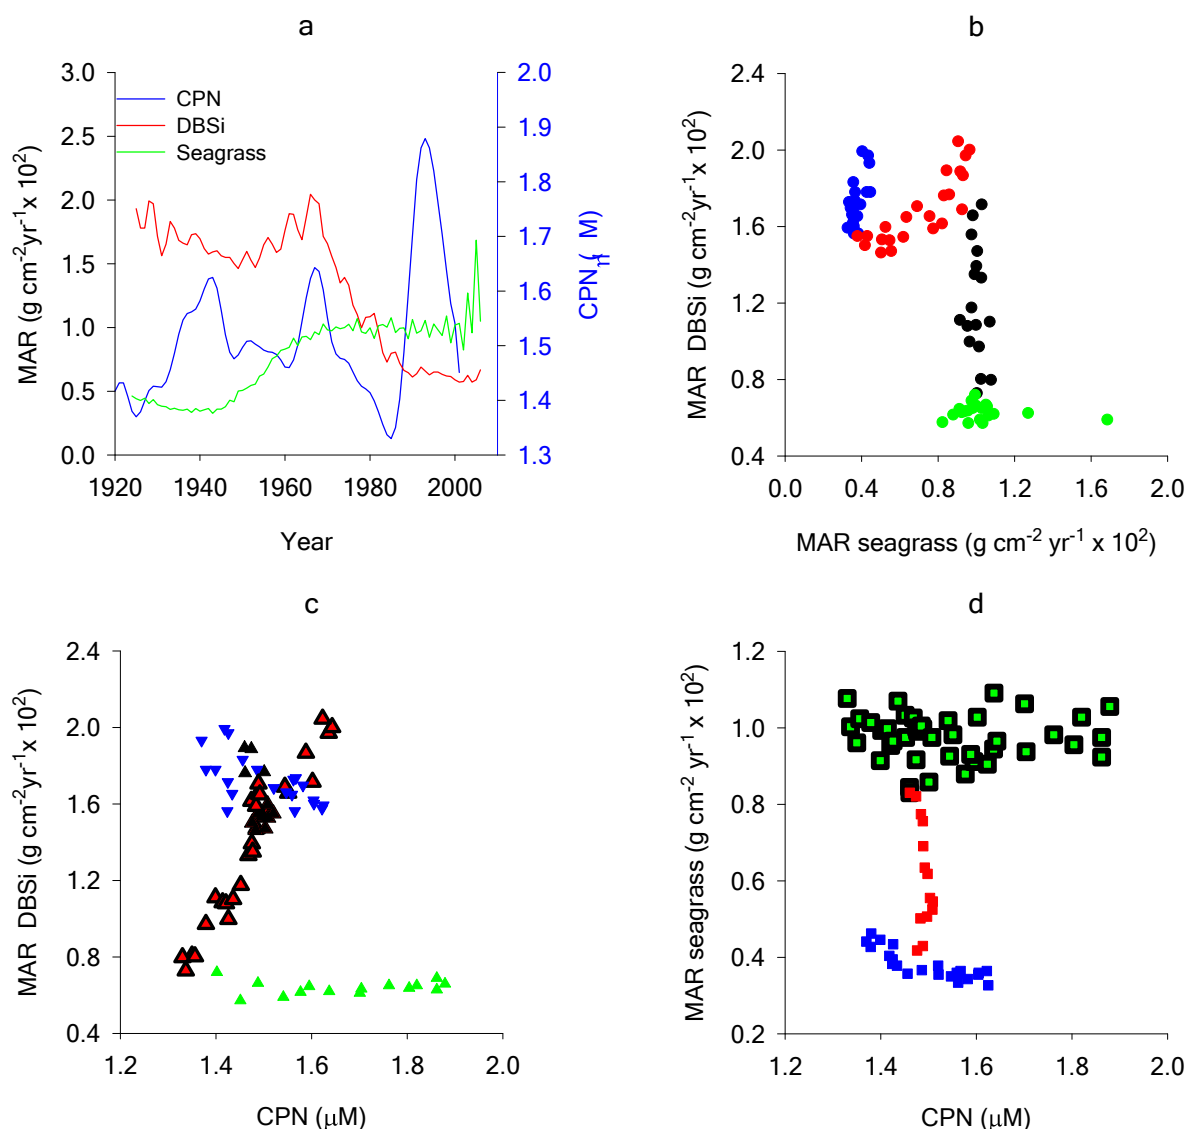 a
3.0
2.5
2.0
1.5
1.0
0.5
0.0
MAR (g cm-2yr-1x 102)
CPN
DBSi
Seagrass
2.0
1.9
1.8
1.7
1.6
1.5
1.4
1.3
CPN ( M)
1920 1940 1960 1980 2000
Year
b
2.4
2.0
1.6
1.2
0.8
0.4
MAR DBSi (g cm-2yr-1 x 102)
0.0 0.4 0.8 1.2 1.6 2.0
MAR seagrass (g cm-2 yr-1 x 102)
c
2.4
2.0
1.6
1.2
0.8
0.4
MAR DBSi (g cm-2yr-1 x 102)
1.2 1.4 1.6 1.8 2.0
CPN (μM)
d
1.2
1.0
0.8
0.6
0.4
0.2
MAR seagrass (g cm-2 yr-1 x 102)
1.2 1.4 1.6 1.8 2.0
CPN (μM)